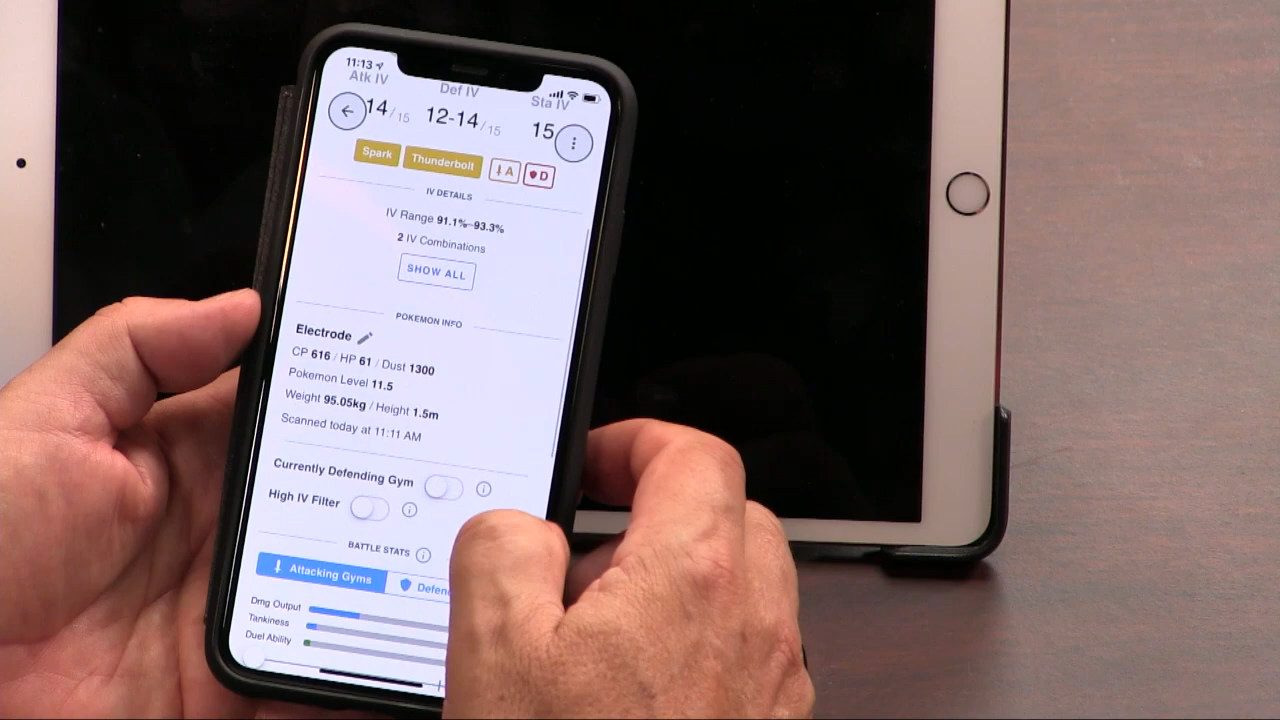 11:13
Atk IV Def IV Sta IV
14/15 12-14/15 15
Spark Thunderbolt A D
IV DETAILS
IV Range 91.1%-93.3%
2 IV Combinations
SHOW ALL
POKEMON INFO
Electrode
CP 616 / HP 61 / Dust 1300
Pokemon Level 11.5
Weight 95.05kg / Height 1.5m
Scanned today at 11:11 AM
Currently Defending Gym
High IV Filter
BATTLE STATS
Attacking Gyms
Dmg Output
Tankiness
Duel Ability